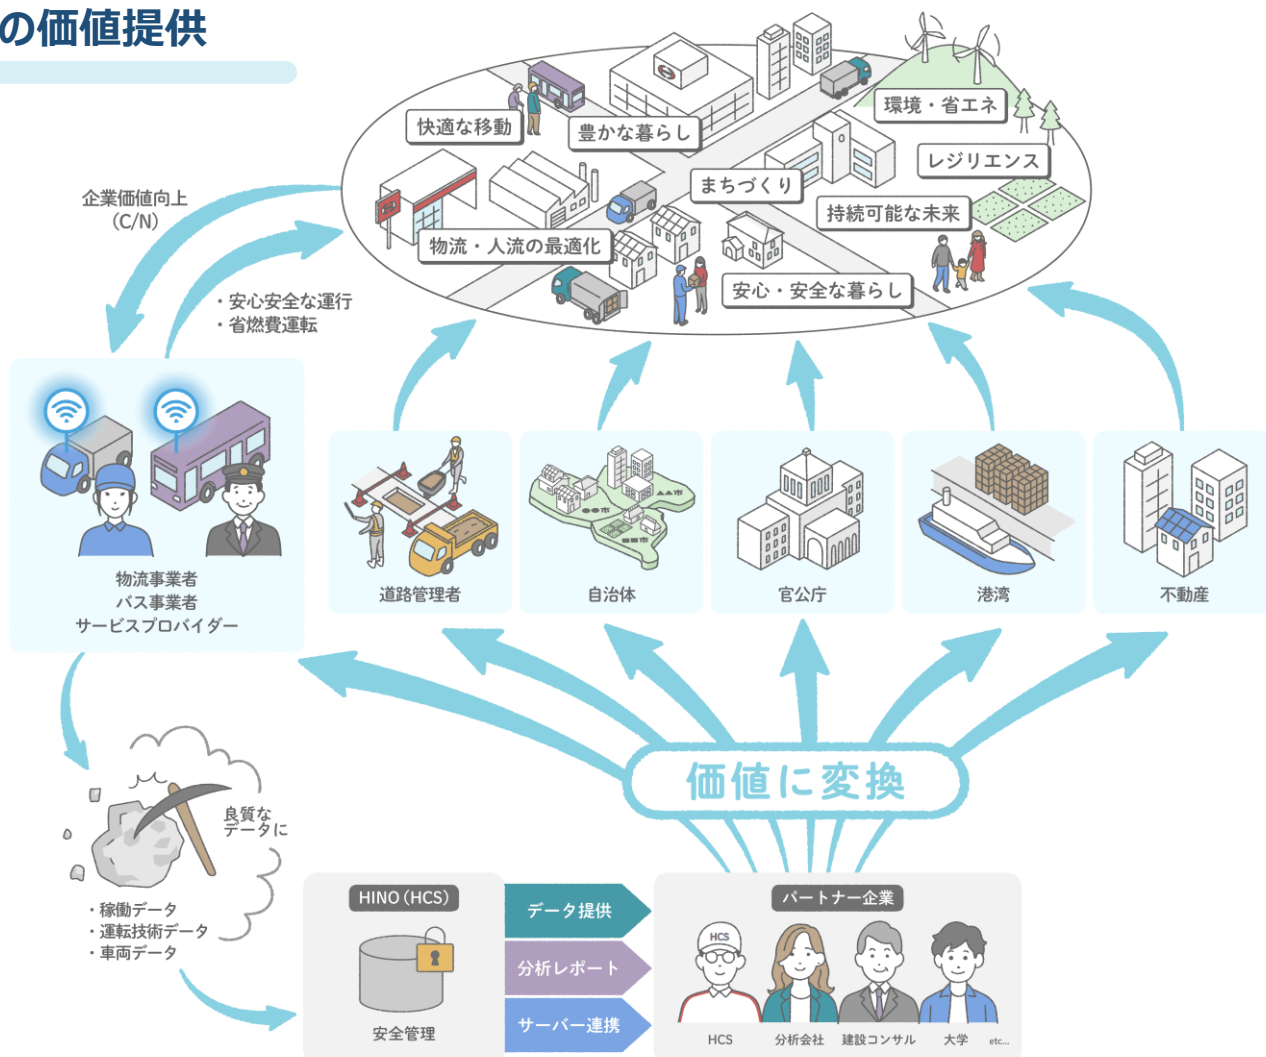 の価値提供
快適な移動
豊かな暮らし
環境・省エネ
レジリエンス
まちづくり
持続可能な未来
物流・人流の最適化
安心・安全な暮らし
企業価値向上
(C/N)
・安心安全な運行
・省燃費運転
物流事業者
バス事業者
サービスプロバイダー
道路管理者
●●市
▲▲市
■■市
自治体
官公庁
港湾
不動産
価値に変換
良質な
データに
・稼働データ
・運転技術データ
・車両データ
HINO(HCS)
安全管理
データ提供
分析レポート
サーバー連携
パートナー企業
HCS
HCS
分析会社
建設コンサル
大学
etc...